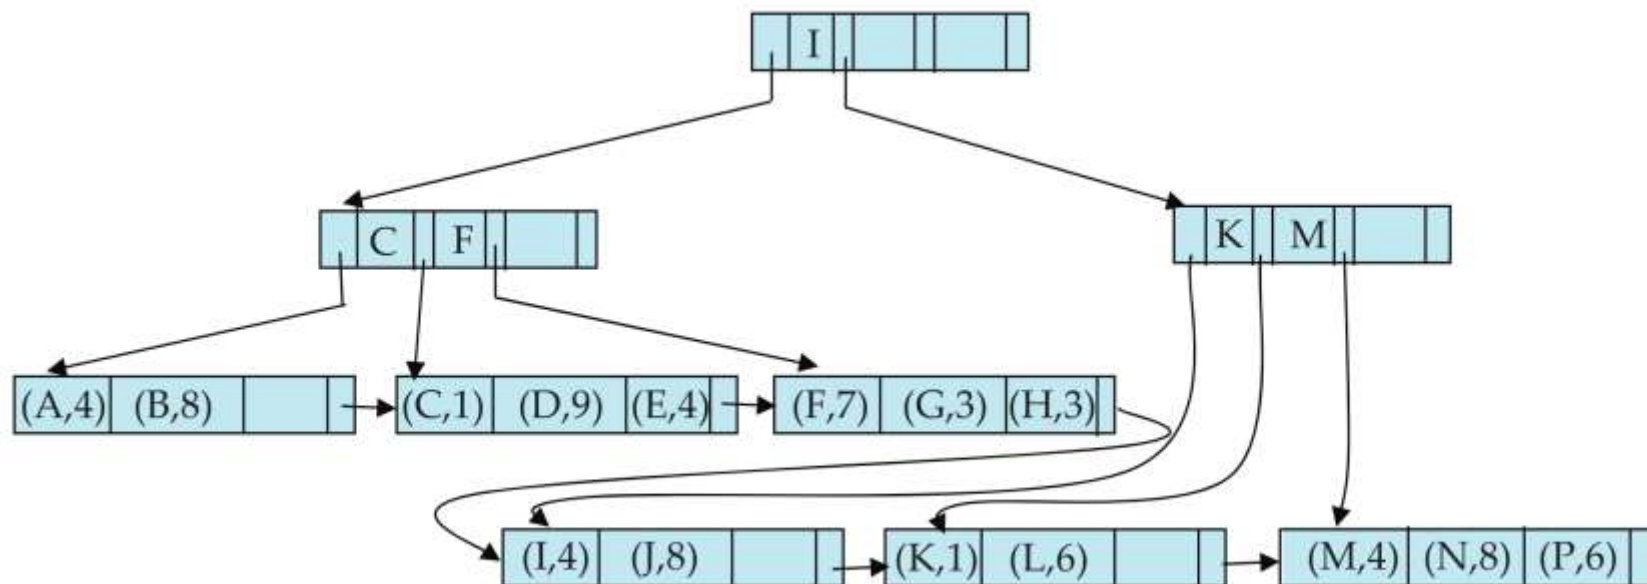 I
C F
K M
(A,4) (B,8)
(C,1) (D,9) (E,4)
(F,7) (G,3) (H,3)
(I,4) (J,8)
(K,1) (L,6)
(M,4) (N,8) (P,6)